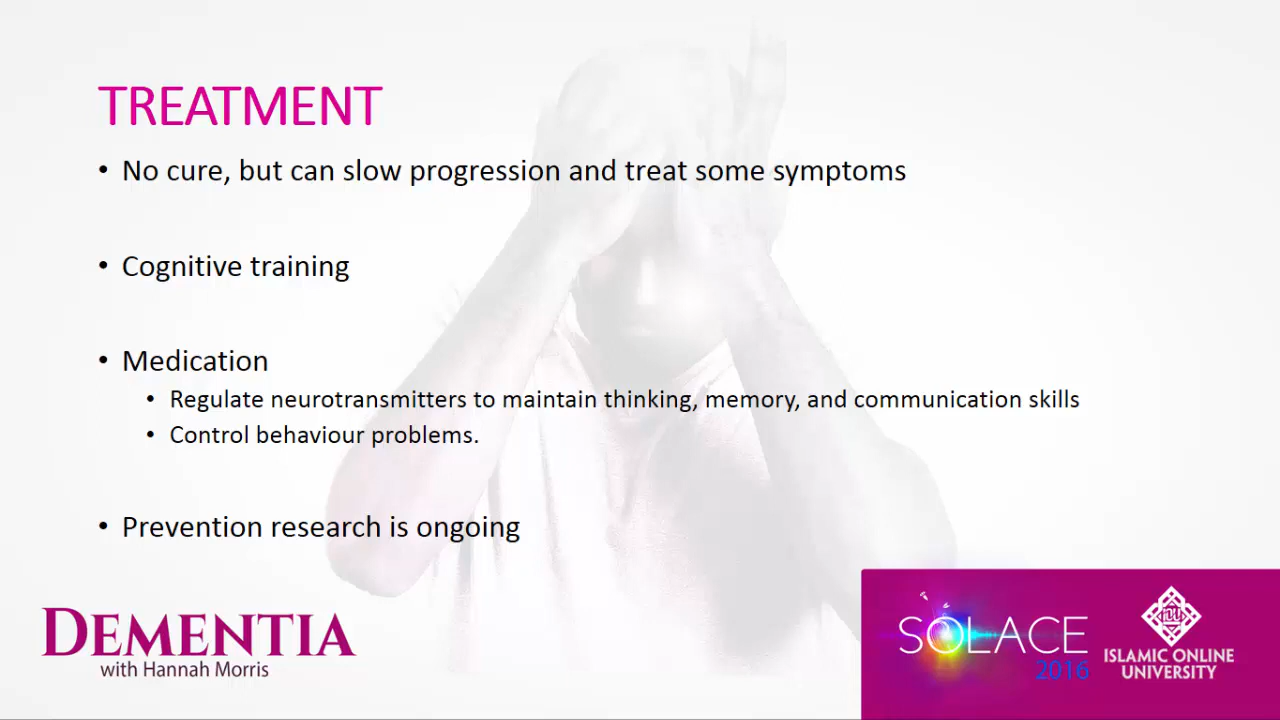 TREATMENT
• No cure, but can slow progression and treat some symptoms
• Cognitive training
• Medication
• Regulate neurotransmitters to maintain thinking, memory, and communication skills
• Control behaviour problems.
• Prevention research is ongoing
DEMENTIA
with Hannah Morris
SOLACE
2016
iou
ISLAMIC ONLINE
UNIVERSITY